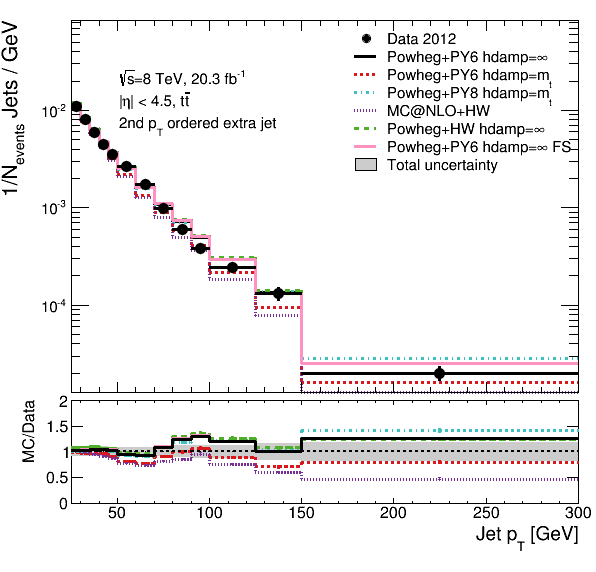 1/N_events Jets / GeV
10^-2
10^-3
10^-4
√s=8 TeV, 20.3 fb^-1
|η| < 4.5, tt̄
2nd p_T ordered extra jet
Data 2012
Powheg+PY6 hdamp=∞
Powheg+PY6 hdamp=m_t
Powheg+PY8 hdamp=m_t
MC@NLO+HW
Powheg+HW hdamp=∞
Powheg+PY6 hdamp=∞ FS
Total uncertainty
MC/Data
2
1.5
1
0.5
0
50 100 150 200 250 300
Jet p_T [GeV]